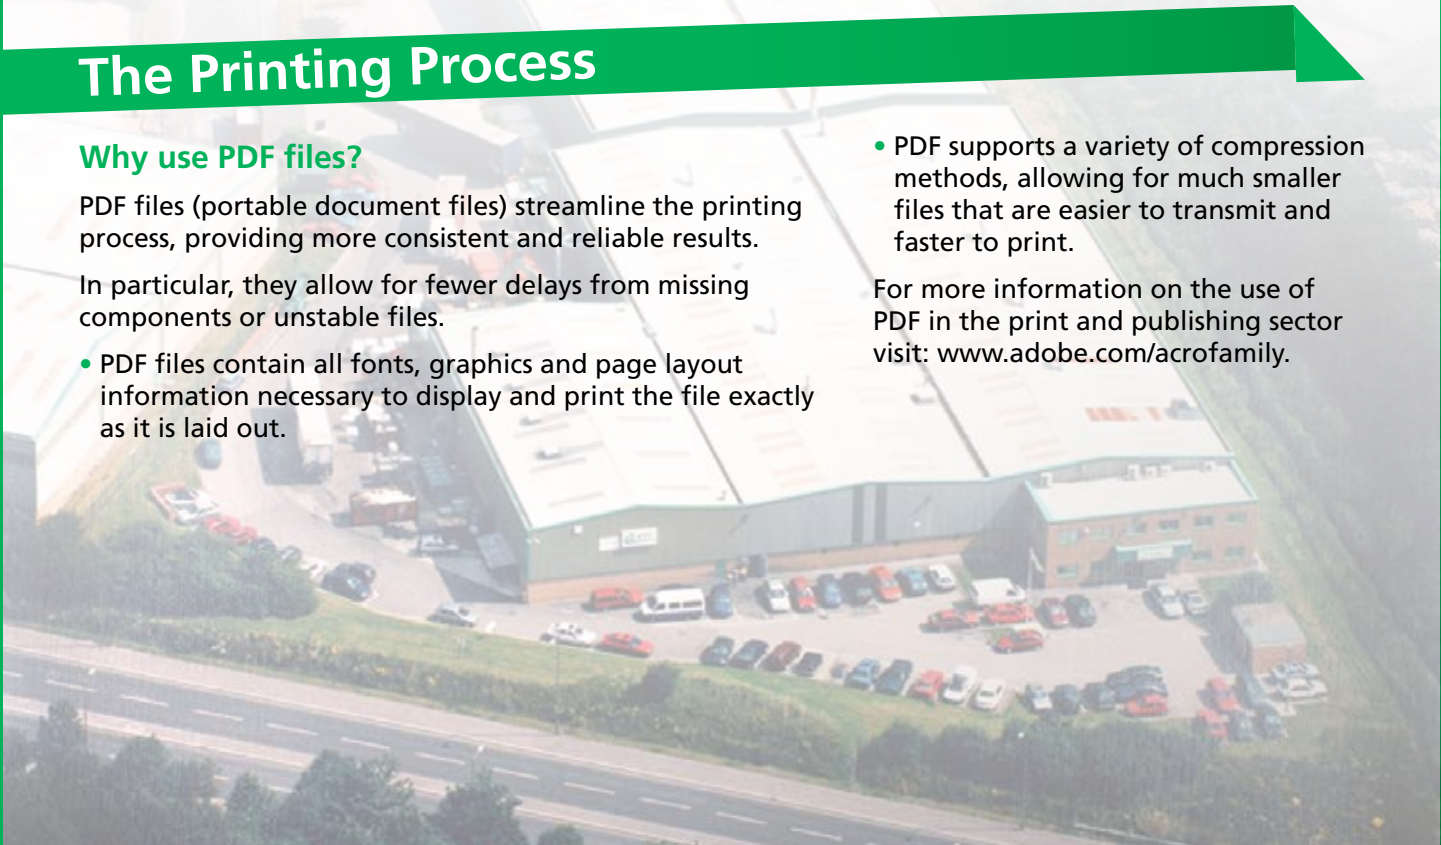 The Printing Process
Why use PDF files?
PDF files (portable document files) streamline the printing
process, providing more consistent and reliable results.
In particular, they allow for fewer delays from missing
components or unstable files.
• PDF files contain all fonts, graphics and page layout
information necessary to display and print the file exactly
as it is laid out.
• PDF supports a variety of compression
methods, allowing for much smaller
files that are easier to transmit and
faster to print.
For more information on the use of
PDF in the print and publishing sector
visit: www.adobe.com/acrofamily.